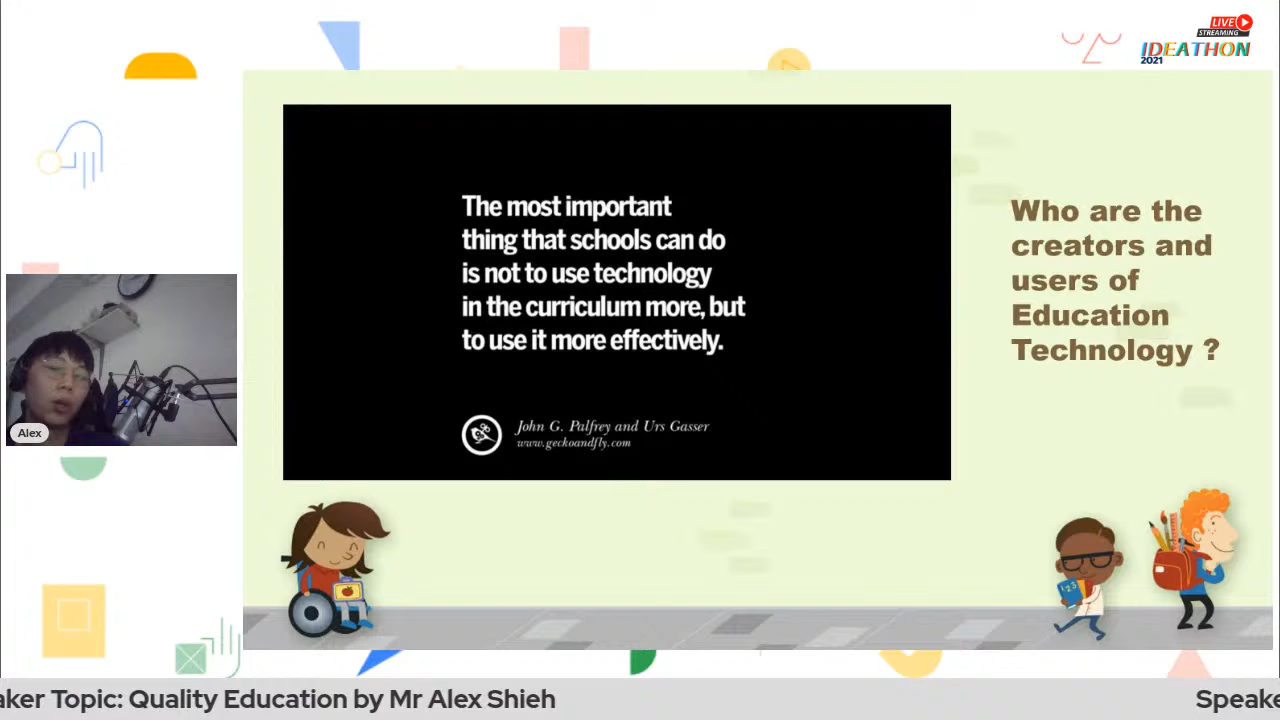 LIVE
STREAMING
IDEATHON
2021
The most important
thing that schools can do
is not to use technology
in the curriculum more, but
to use it more effectively.
John G. Palfrey and Urs Gasser
www.geckoandfly.com
Who are the
creators and
users of
Education
Technology ?
Alex
123
aker Topic: Quality Education by Mr Alex Shieh
Speake